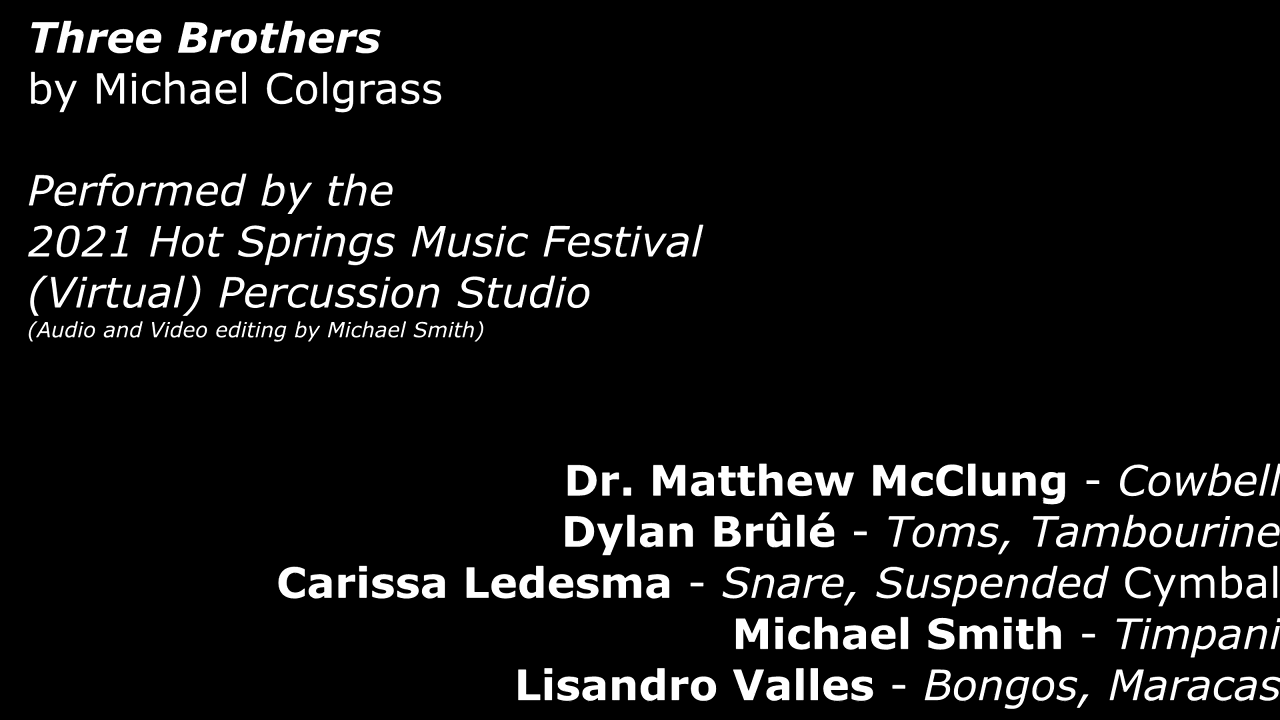 Three Brothers
by Michael Colgrass
Performed by the
2021 Hot Springs Music Festival
(Virtual) Percussion Studio
(Audio and Video editing by Michael Smith)
Dr. Matthew McClung - Cowbell
Dylan Brûlé - Toms, Tambourine
Carissa Ledesma - Snare, Suspended Cymbal
Michael Smith - Timpani
Lisandro Valles - Bongos, Maracas